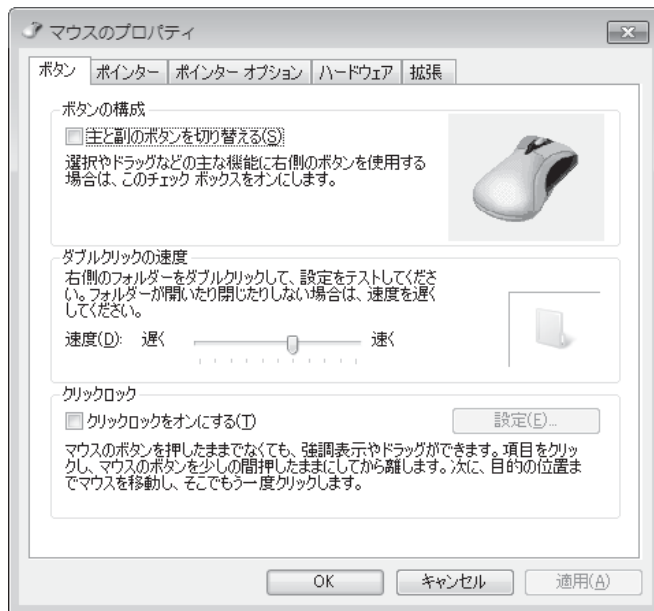 マウスのプロパティ
ボタン ポインター ポインター オプション ハードウェア 拡張
ボタンの構成
主と副のボタンを切り替える(S)
選択やドラッグなどの主な機能に右側のボタンを使用する
場合は、このチェック ボックスをオンにします。
ダブルクリックの速度
右側のフォルダーをダブルクリックして、設定をテストしてくださ
い。フォルダーが開いたり閉じたりしない場合は、速度を遅く
してください。
速度(D): 遅く 速く
クリックロック
クリックロックをオンにする(T) 設定(E)...
マウスのボタンを押したままでなくても、強調表示やドラッグができます。項目をクリッ
クし、マウスのボタンを少しの間押したままにしてから離します。次に、目的の位置ま
でマウスを移動し、そこでもう一度クリックします。
OK キャンセル 適用(A)